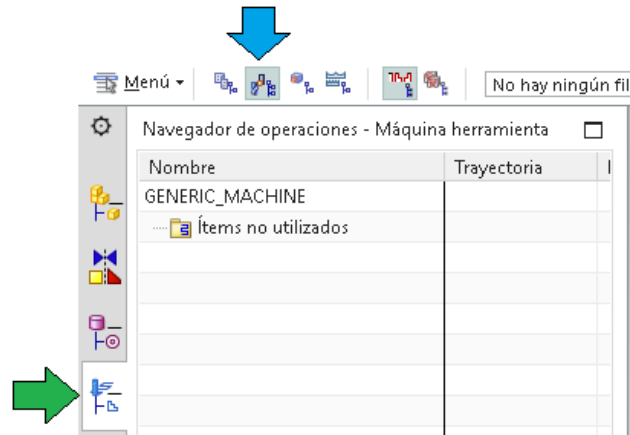 Menú
No hay ningún fil
Navegador de operaciones - Máquina herramienta
Nombre Trayectoria
GENERIC_MACHINE
Ítems no utilizados